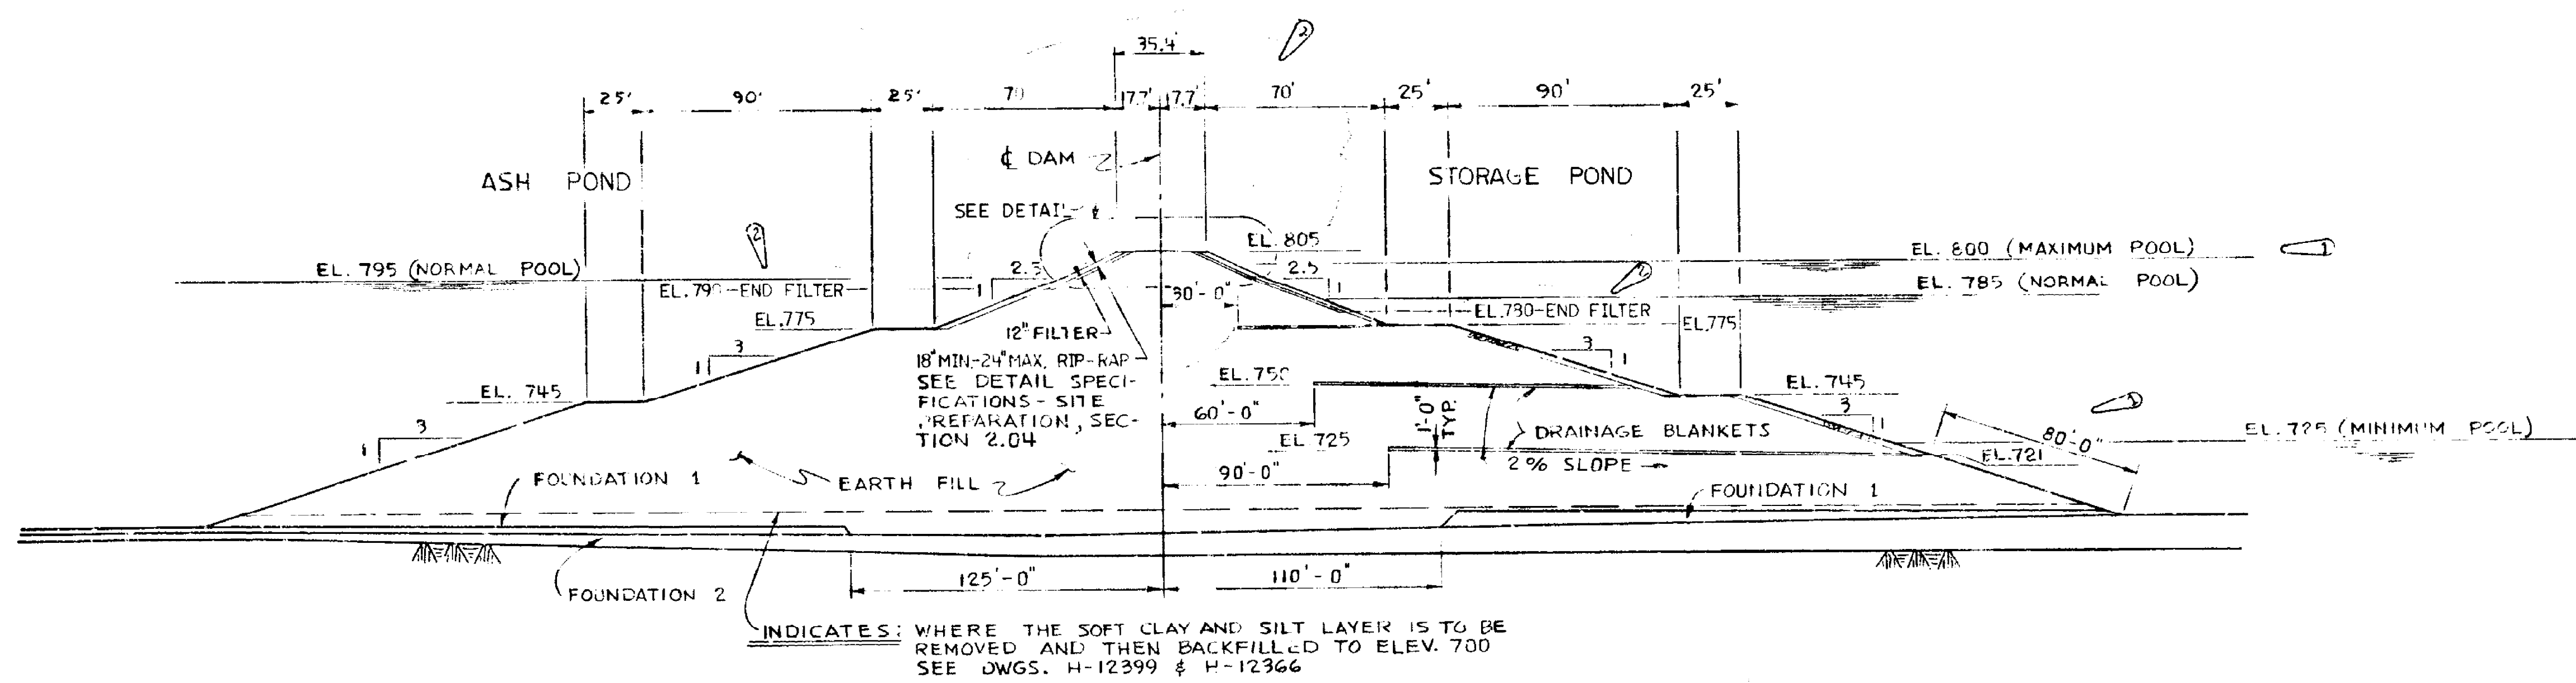 35.4'
25'
90'
25'
70
17.7'
17.7'
70'
25'
90'
25'
2
℄ DAM
ASH POND
STORAGE POND
SEE DETAIL
2
EL. 805
EL. 800 (MAXIMUM POOL)
1
EL. 795 (NORMAL POOL)
2.5
2.5
1
1
EL. 785 (NORMAL POOL)
-END FILTER
30'-0"
EL.780-END FILTER
EL.775
EL.775
12" FILTER
18" MIN.-24" MAX. RIP-RAP
SEE DETAIL SPECI-
FICATIONS - SITE
PREPARATION, SEC-
TION 2.04
3
1
3
1
EL. 750
EL. 745
EL. 745
60'-0"
1'-0"
TYP.
3
1
3
1
EL. 725
DRAINAGE BLANKETS
80'-0"
EL. 725 (MINIMUM POOL)
2% SLOPE
EL.721
90'-0"
FOUNDATION 1
EARTH FILL
FOUNDATION 1
125'-0"
110'-0"
FOUNDATION 2
INDICATES: WHERE THE SOFT CLAY AND SILT LAYER IS TO BE
REMOVED AND THEN BACKFILLED TO ELEV. 700
SEE DWGS. H-12399 & H-12366